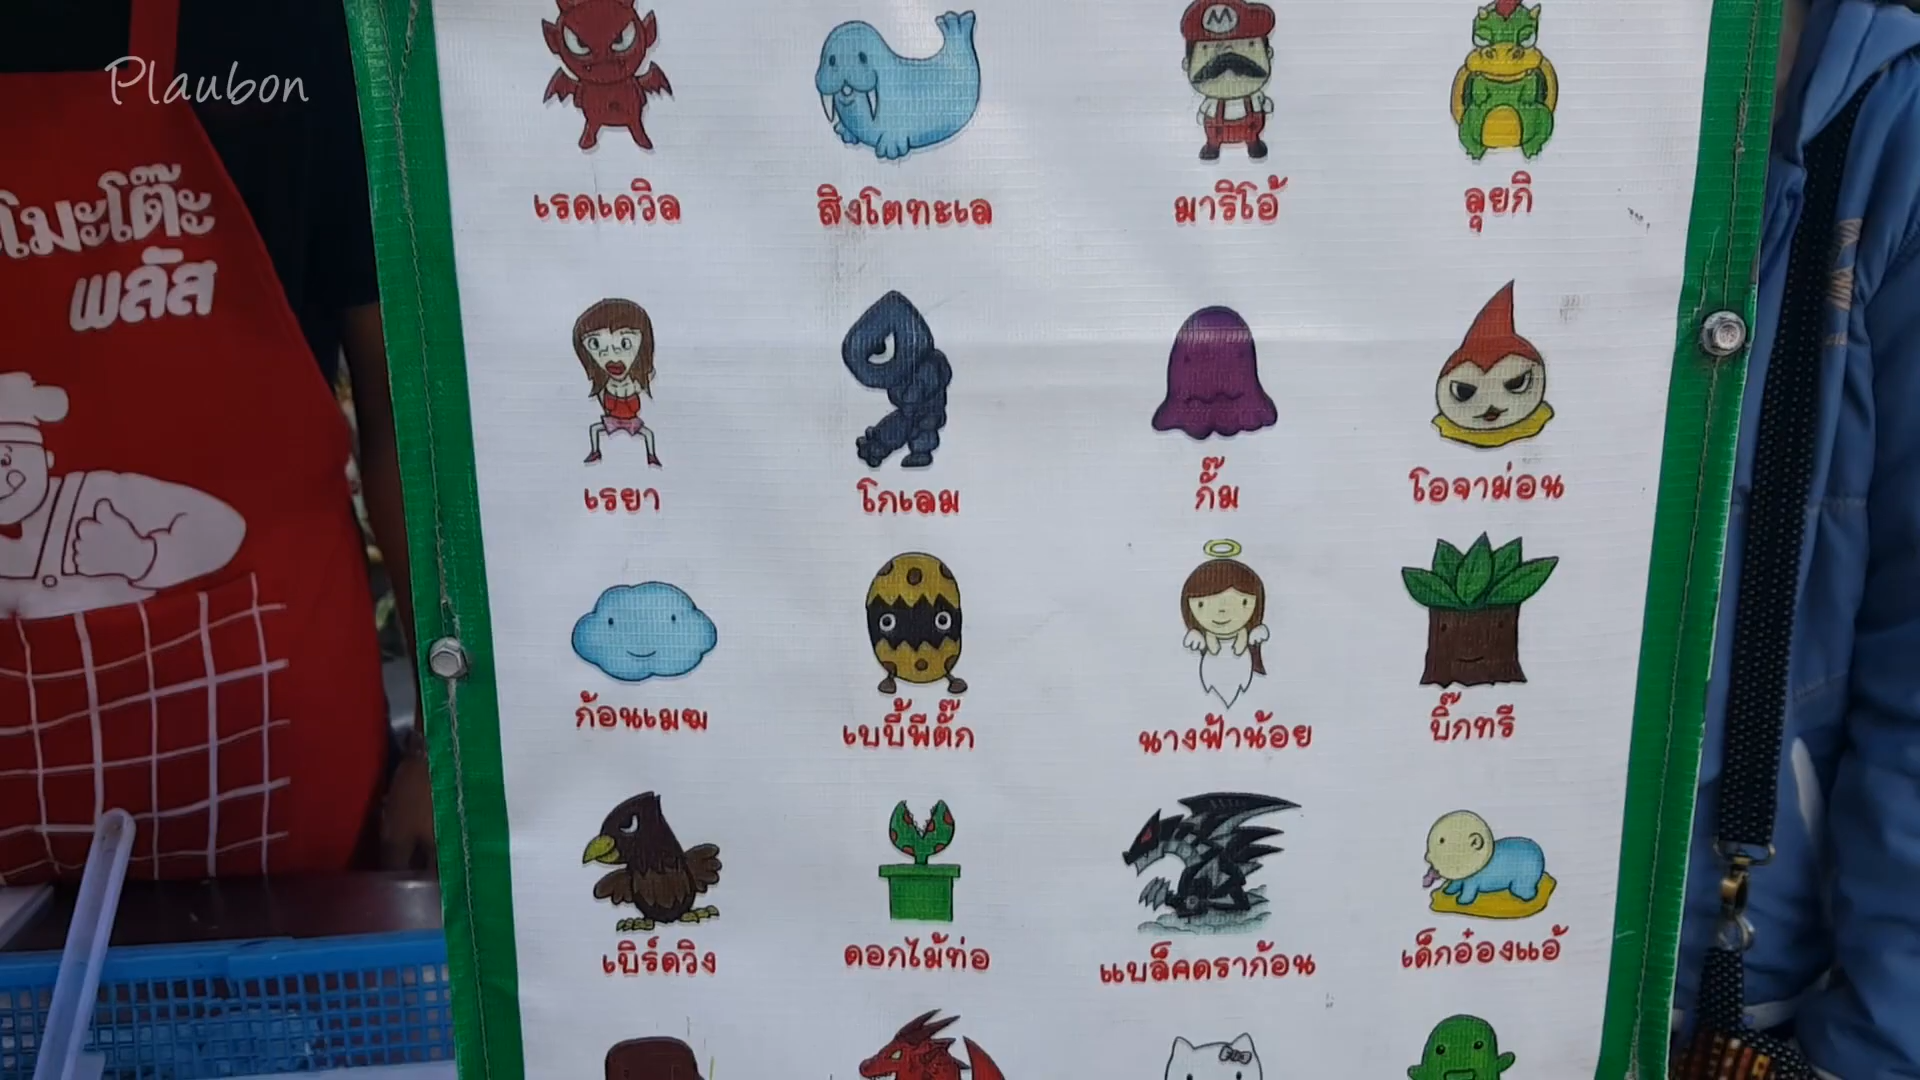 Plaubon
โมะโต๊ะ
พลัส
M
เรดเดวิล
สิงโตทะเล
มาริโอ้
ลุยกิ
เรยา
โกเลม
กั๊ม
โอจาม่อน
ก้อนเมฆ
เบบี้พีตั๊ก
นางฟ้าน้อย
บิ๊กทรี
เบิร์ดวิง
ดอกไม้ท่อ
แบล็คดราก้อน
เด็กอ๋องแอ้